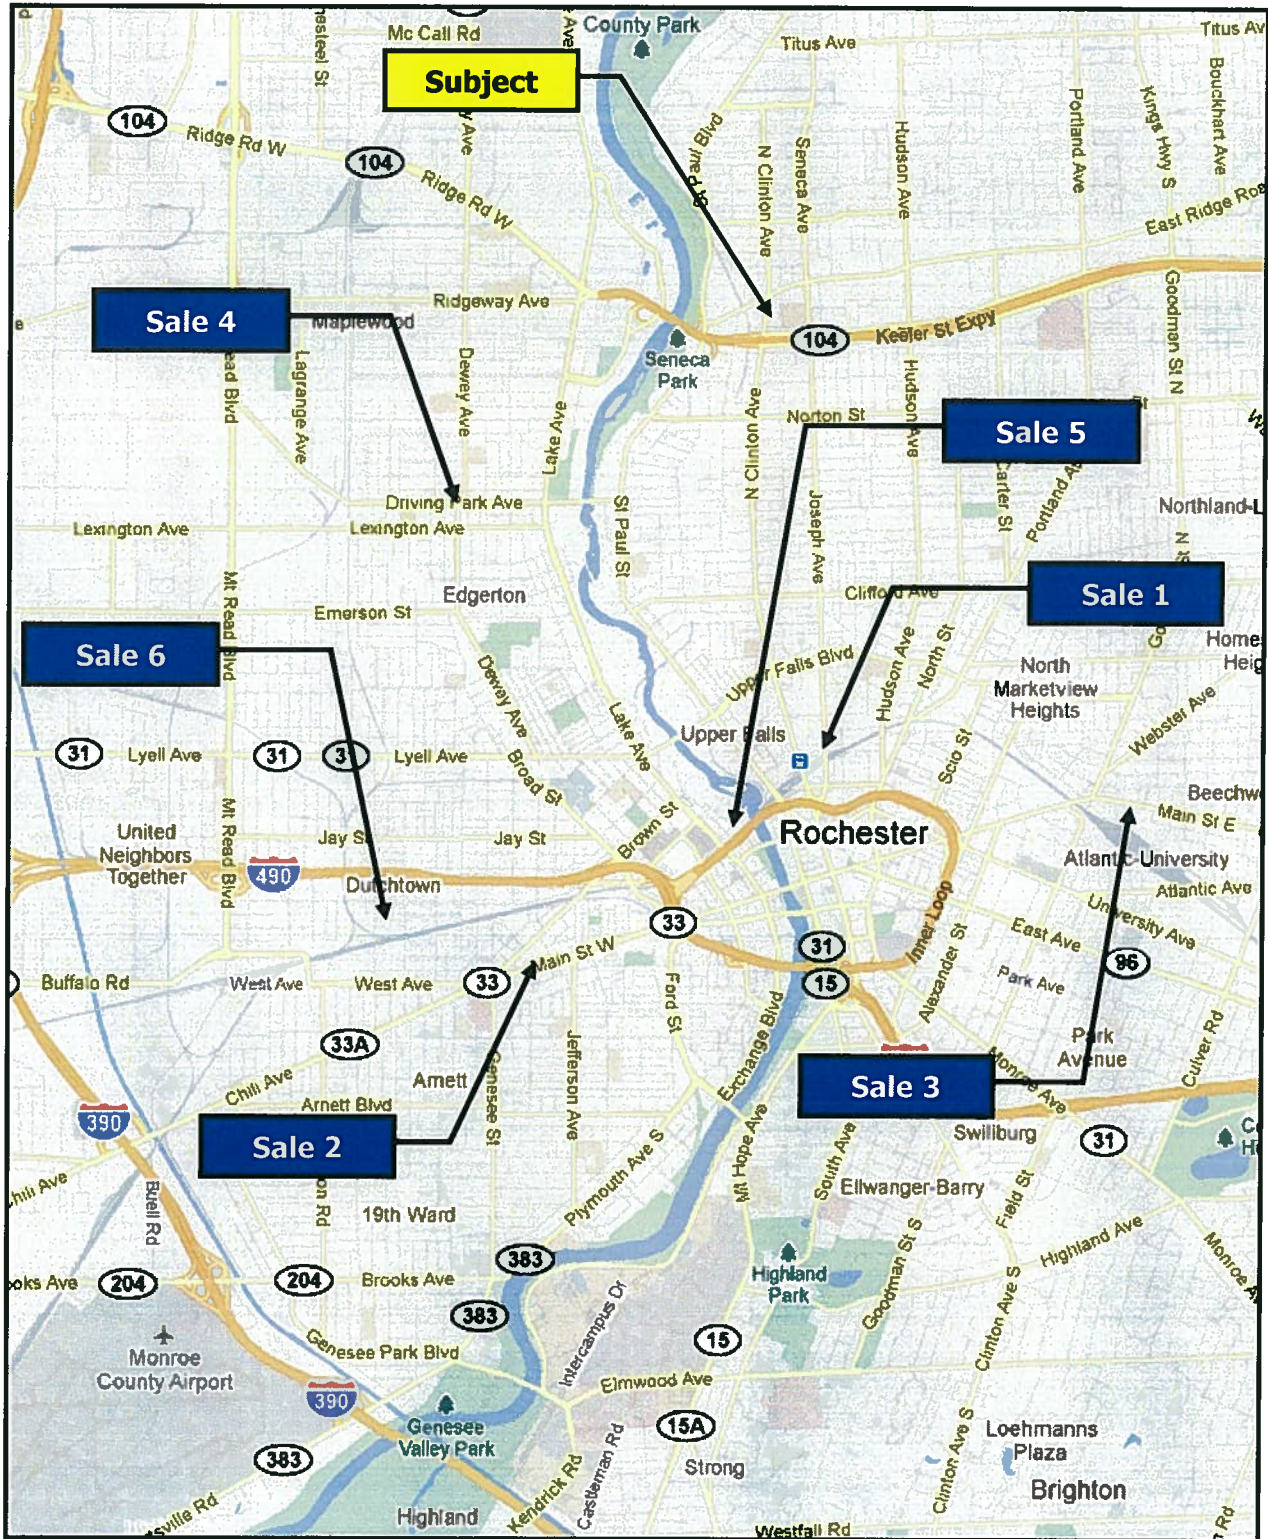 Mc Call Rd
County Park
Titus Ave
Titus Av
Subject
104
Ridge Rd W
104
Ridge Rd W
N Clinton Ave
Seneca Ave
Hudson Ave
Portland Ave
Kings Hwy S
Bouckhart Ave
East Ridge Roa
Sale 4
Maplewood
Ridgeway Ave
Seneca
Park
104
Keeler St Expy
Goodman St N
Lagrange Ave
Dewey Ave
Lake Ave
N Clinton Ave
Norton St
Hudson Ave
Sale 5
Carter St
Portland Av
Driving Park Ave
Lexington Ave
Lexington Ave
St Paul St
Joseph Ave
Northland-L
Mt Read Blvd
Edgerton
Emerson St
Clifford Ave
Sale 1
Sale 6
Dewey Ave
Lake Ave
Upper Falls Blvd
Hudson Ave
North St
North
Marketview
Heights
Home
Heig
Webster Ave
31
Lyell Ave
31
31
Lyell Ave
Broad St
Upper Falls
Scio St
Beechw
United
Neighbors
Together
Mt Read Blvd
Jay St
Jay St
Brown St
Rochester
Main St E
Atlantic-University
490
Dutchtown
Atlantic Ave
University Ave
33
Main St W
31
Inner Loop
East Ave
Alexander St
96
Buffalo Rd
West Ave
West Ave
33
15
Park Ave
33A
Ford St
Exchange Blvd
Park
Avenue
Culver Rd
Chili Ave
Arnett
Genesee St
Jefferson Ave
Monroe Ave
390
Arnett Blvd
Sale 3
Sale 2
Mt Hope Ave
South Ave
Swillburg
31
Chili Ave
Buell Rd
19th Ward
Plymouth Ave S
Ellwanger-Barry
Field St
Highland Ave
ooks Ave
204
204
Brooks Ave
383
383
Highland
Park
Goodman St S
Clinton Ave S
Monroe Av
Monroe
County Airport
Genesee Park Blvd
Intercampus Dr
15
390
Elmwood Ave
Genesee
Valley Park
15A
Castleman Rd
Clinton Ave S
Loehmanns
Plaza
383
Strong
Brighton
Highland
Kendrick Rd
Westfall Rd